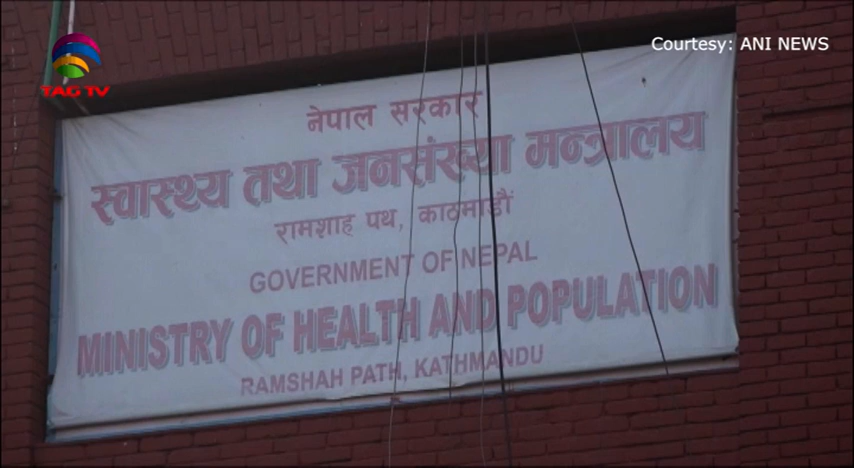 Courtesy: ANI NEWS
TAG TV
नेपाल सरकार
स्वास्थ्य तथा जनसंख्या मन्त्रालय
रामशाह पथ, काठमाडौं
GOVERNMENT OF NEPAL
MINISTRY OF HEALTH AND POPULATION
RAMSHAH PATH, KATHMANDU